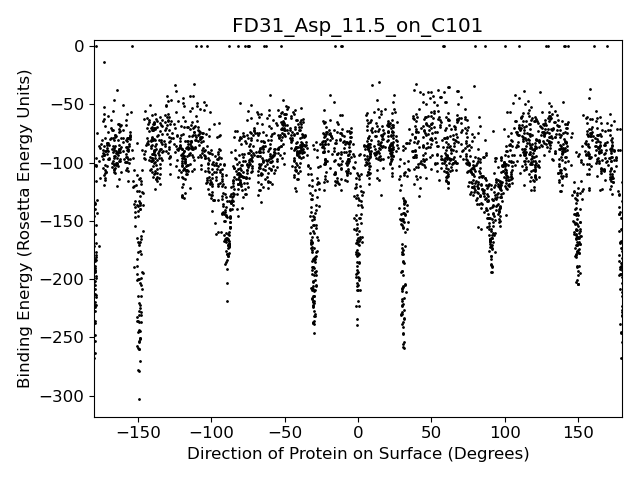 FD31_Asp_11.5_on_C101
Binding Energy (Rosetta Energy Units)
0
−50
−100
−150
−200
−250
−300
−150 −100 −50 0 50 100 150
Direction of Protein on Surface (Degrees)